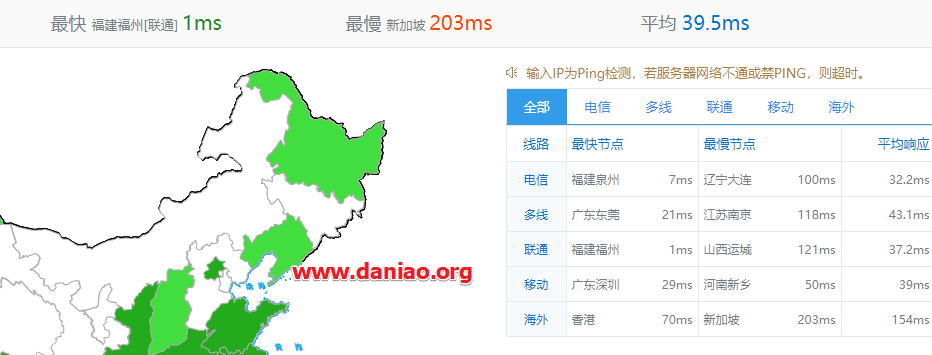 最快 福建福州[联通] 1ms 最慢 新加坡 203ms 平均 39.5ms
输入IP为Ping检测，若服务器网络不通或禁PING，则超时。
全部 电信 多线 联通 移动 海外
线路 最快节点 最慢节点 平均响应
电信 福建泉州 7ms 辽宁大连 100ms 32.2ms
多线 广东东莞 21ms 江苏南京 118ms 43.1ms
联通 福建福州 1ms 山西运城 121ms 37.2ms
移动 广东深圳 29ms 河南新乡 50ms 39ms
海外 香港 70ms 新加坡 203ms 154ms
www.daniao.org